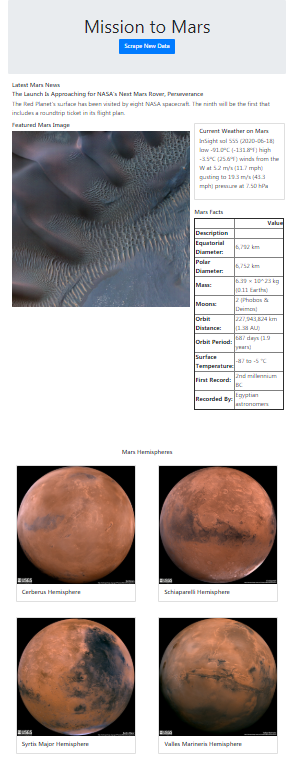 Mission to Mars
Scrape New Data
Latest Mars News
The Launch Is Approaching for NASA's Next Mars Rover, Perseverance
The Red Planet's surface has been visited by eight NASA spacecraft. The ninth will be the first that
includes a roundtrip ticket in its flight plan.
Featured Mars Image
Current Weather on Mars
InSight sol 555 (2020-06-18)
low -91.0ºC (-131.8ºF) high
-3.5ºC (25.6ºF) winds from the
W at 5.2 m/s (11.7 mph)
gusting to 19.3 m/s (43.3
mph) pressure at 7.50 hPa
Mars Facts
Value
Description
Equatorial
Diameter:
6,792 km
Polar
Diameter:
6,752 km
Mass:
6.39 × 10^23 kg
(0.11 Earths)
Moons:
2 (Phobos &
Deimos)
Orbit
Distance:
227,943,824 km
(1.38 AU)
Orbit Period:
687 days (1.9
years)
Surface
Temperature:
-87 to -5 °C
First Record:
2nd millennium
BC
Recorded By:
Egyptian
astronomers
Mars Hemispheres
Cerberus Hemisphere
Schiaparelli Hemisphere
Syrtis Major Hemisphere
Valles Marineris Hemisphere